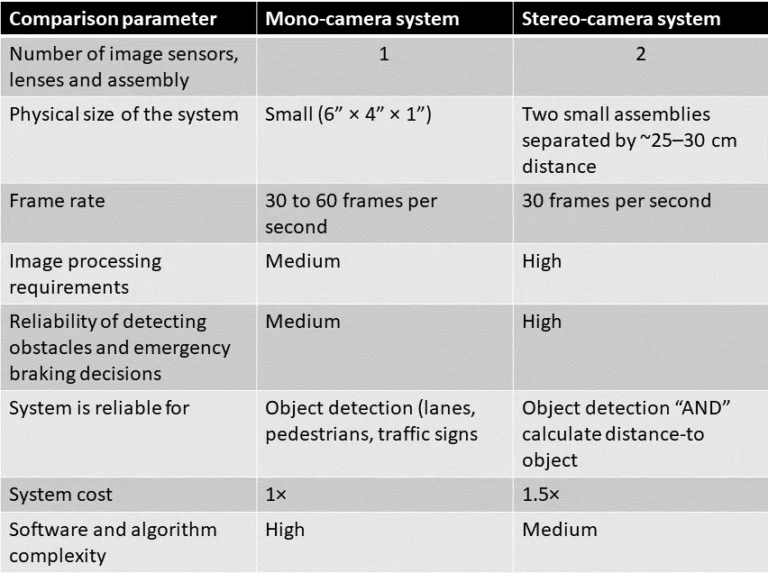 Comparison parameter Mono-camera system Stereo-camera system
Number of image sensors, 1 2
lenses and assembly
Physical size of the system Small (6” × 4” × 1”) Two small assemblies
separated by ~25–30 cm
distance
Frame rate 30 to 60 frames per 30 frames per second
second
Image processing Medium High
requirements
Reliability of detecting Medium High
obstacles and emergency
braking decisions
System is reliable for Object detection (lanes, Object detection “AND”
pedestrians, traffic signs calculate distance-to
object
System cost 1× 1.5×
Software and algorithm High Medium
complexity